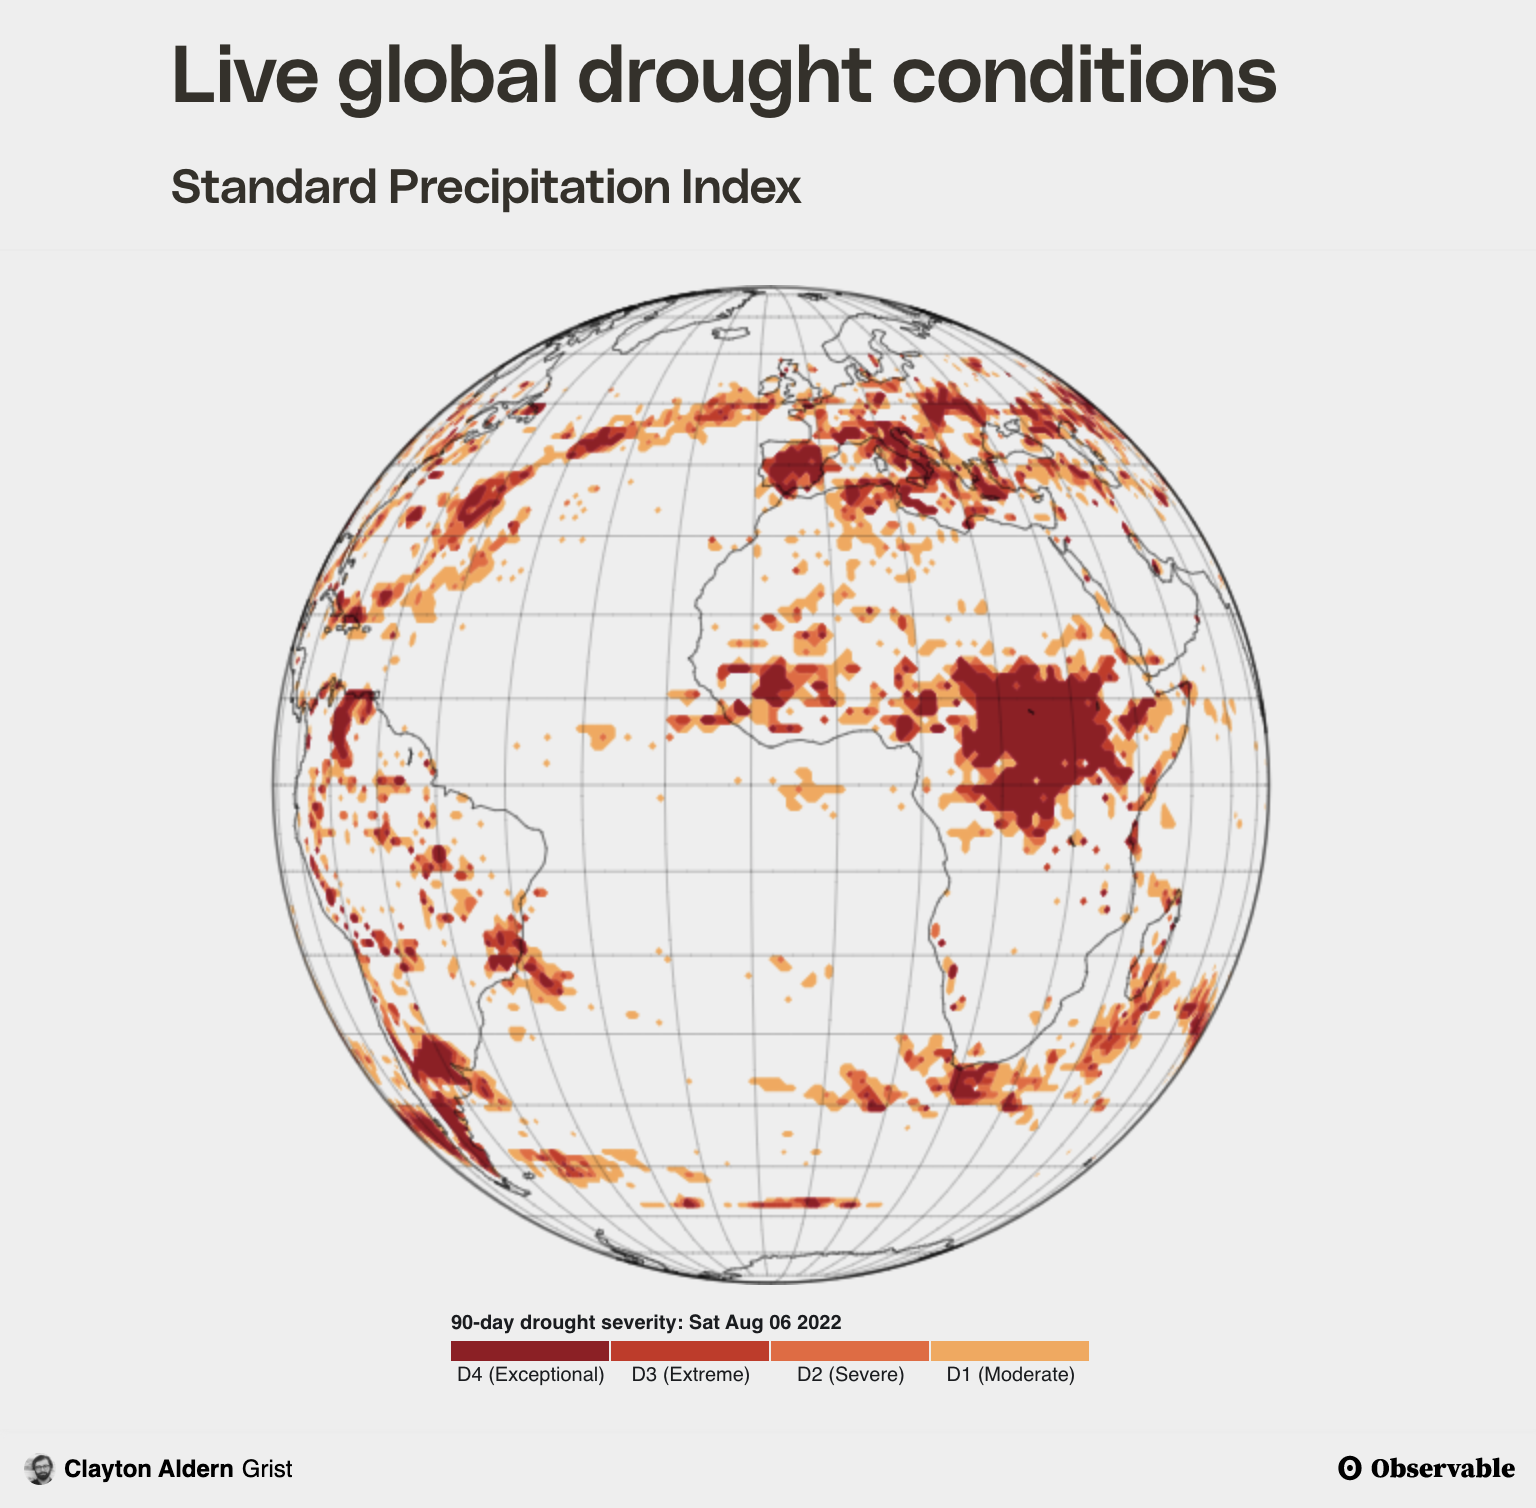 Live global drought conditions
Standard Precipitation Index
90-day drought severity: Sat Aug 06 2022
D4 (Exceptional) D3 (Extreme) D2 (Severe) D1 (Moderate)
Clayton Aldern Grist
Observable